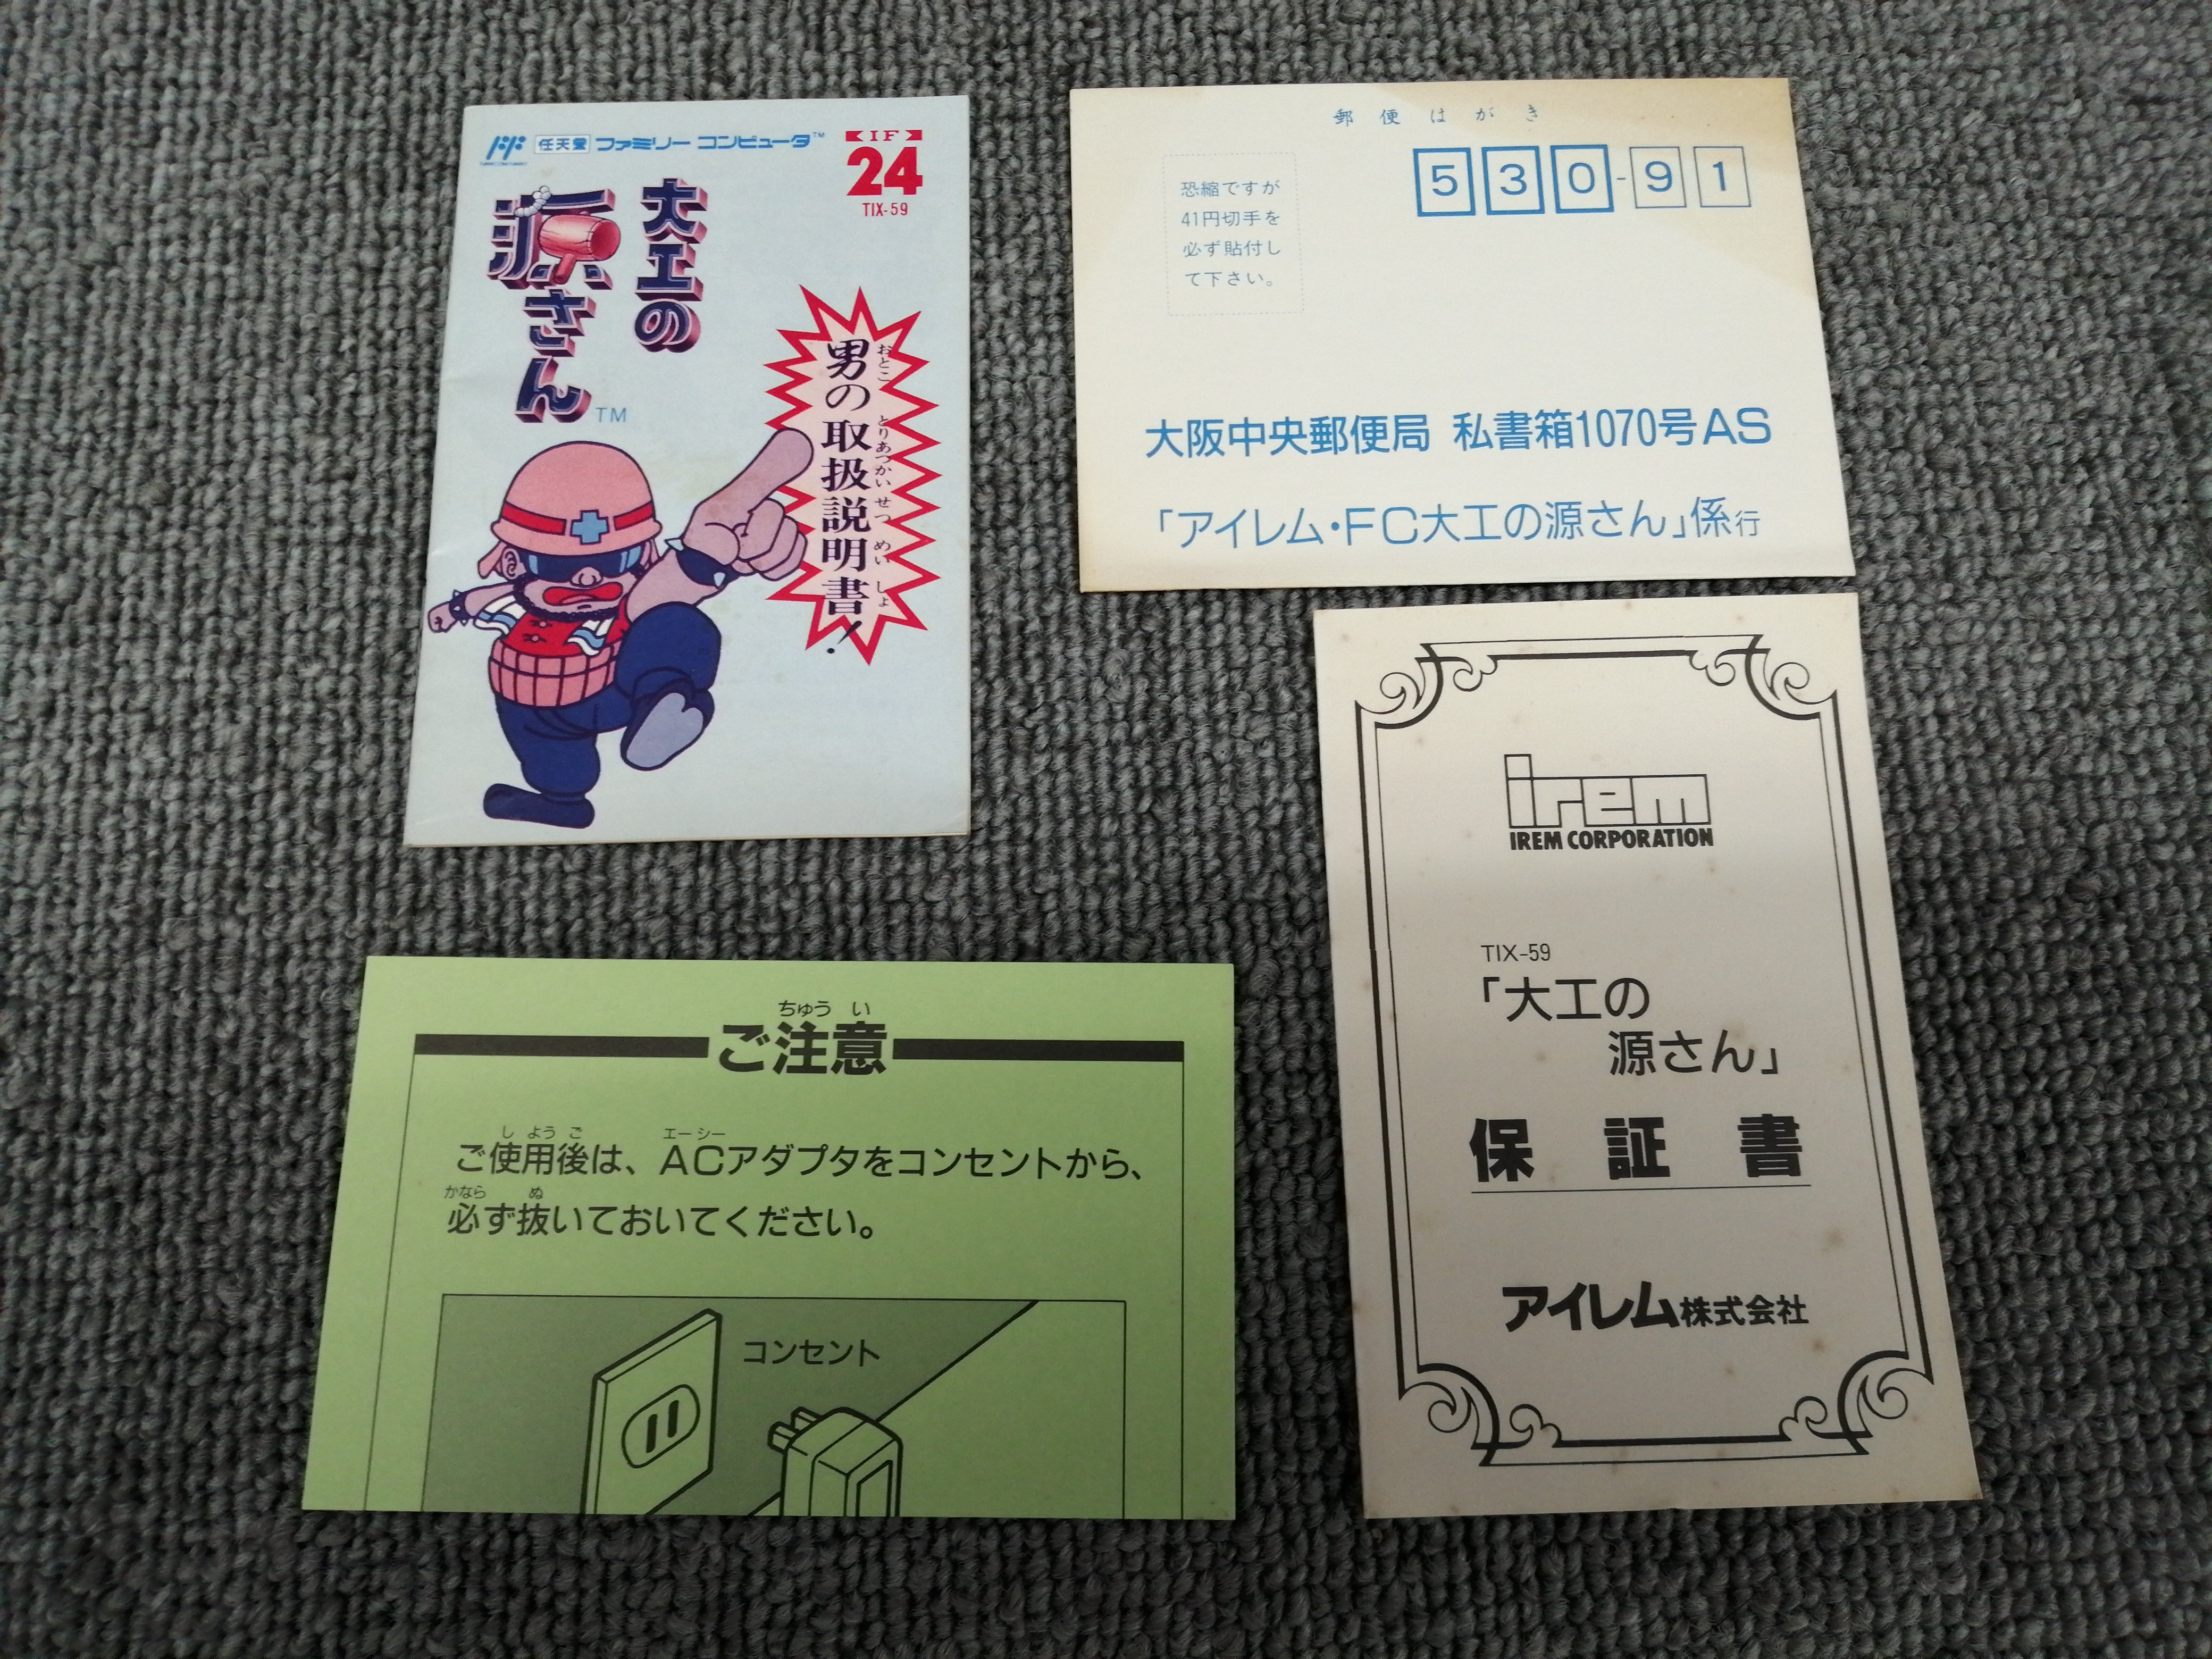 任天堂 ファミリーコンピュータ™
IF
24
TIX-59
大工の
源さん
TM
男の取扱説明書!
おとこ とりあつかいせつめいしょ
郵便はがき
530-91
恐縮ですが
41円切手を
必ず貼付し
て下さい。
大阪中央郵便局 私書箱1070号AS
「アイレム・FC大工の源さん」係行
ちゅうい
ご注意
しようご エーシー
ご使用後は、ACアダプタをコンセントから、
かなら ぬ
必ず抜いておいてください。
コンセント
irem
IREM CORPORATION
TIX-59
「大工の
源さん」
保証書
アイレム株式会社